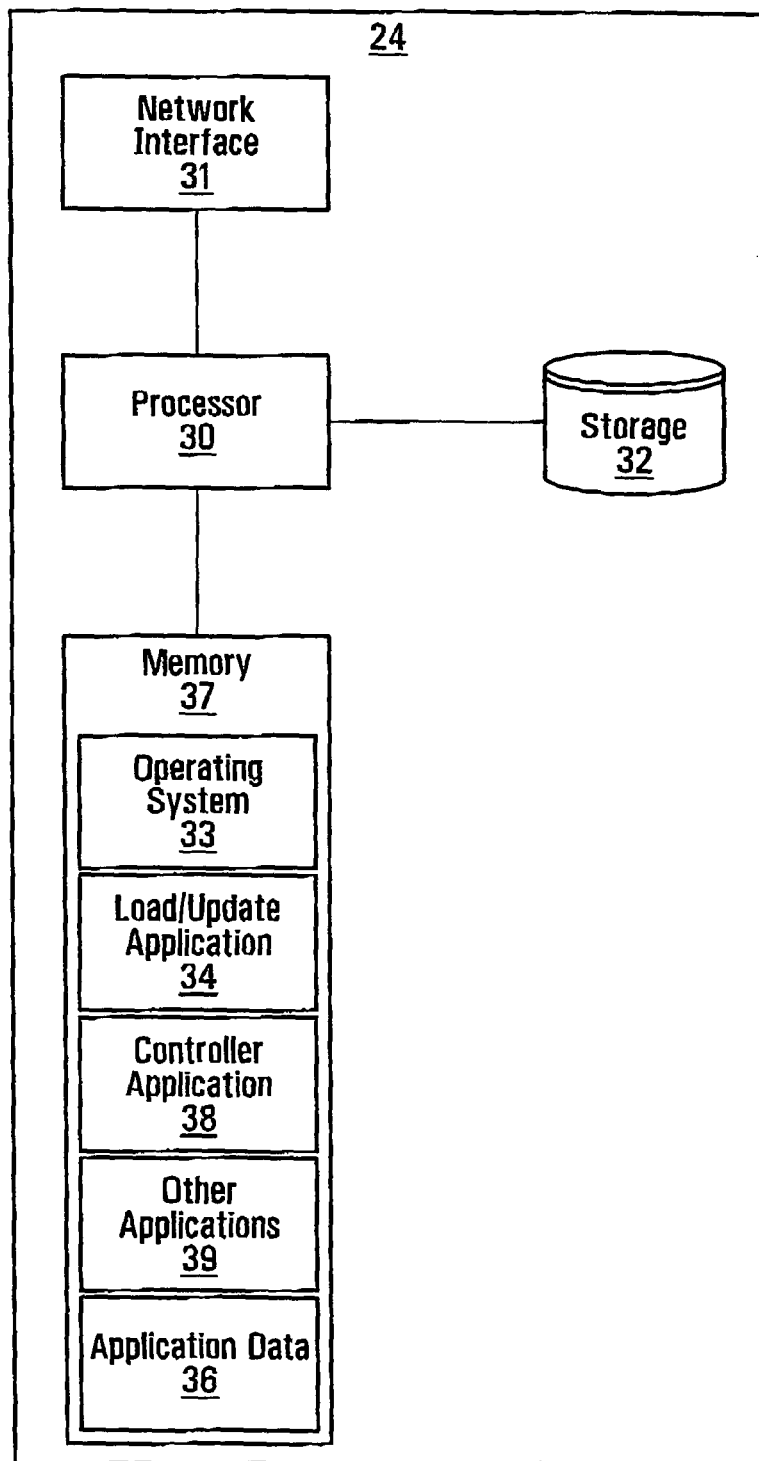 24
Network
Interface
31
Processor
30
Storage
32
Memory
37
Operating
System
33
Load/Update
Application
34
Controller
Application
38
Other
Applications
39
Application Data
36